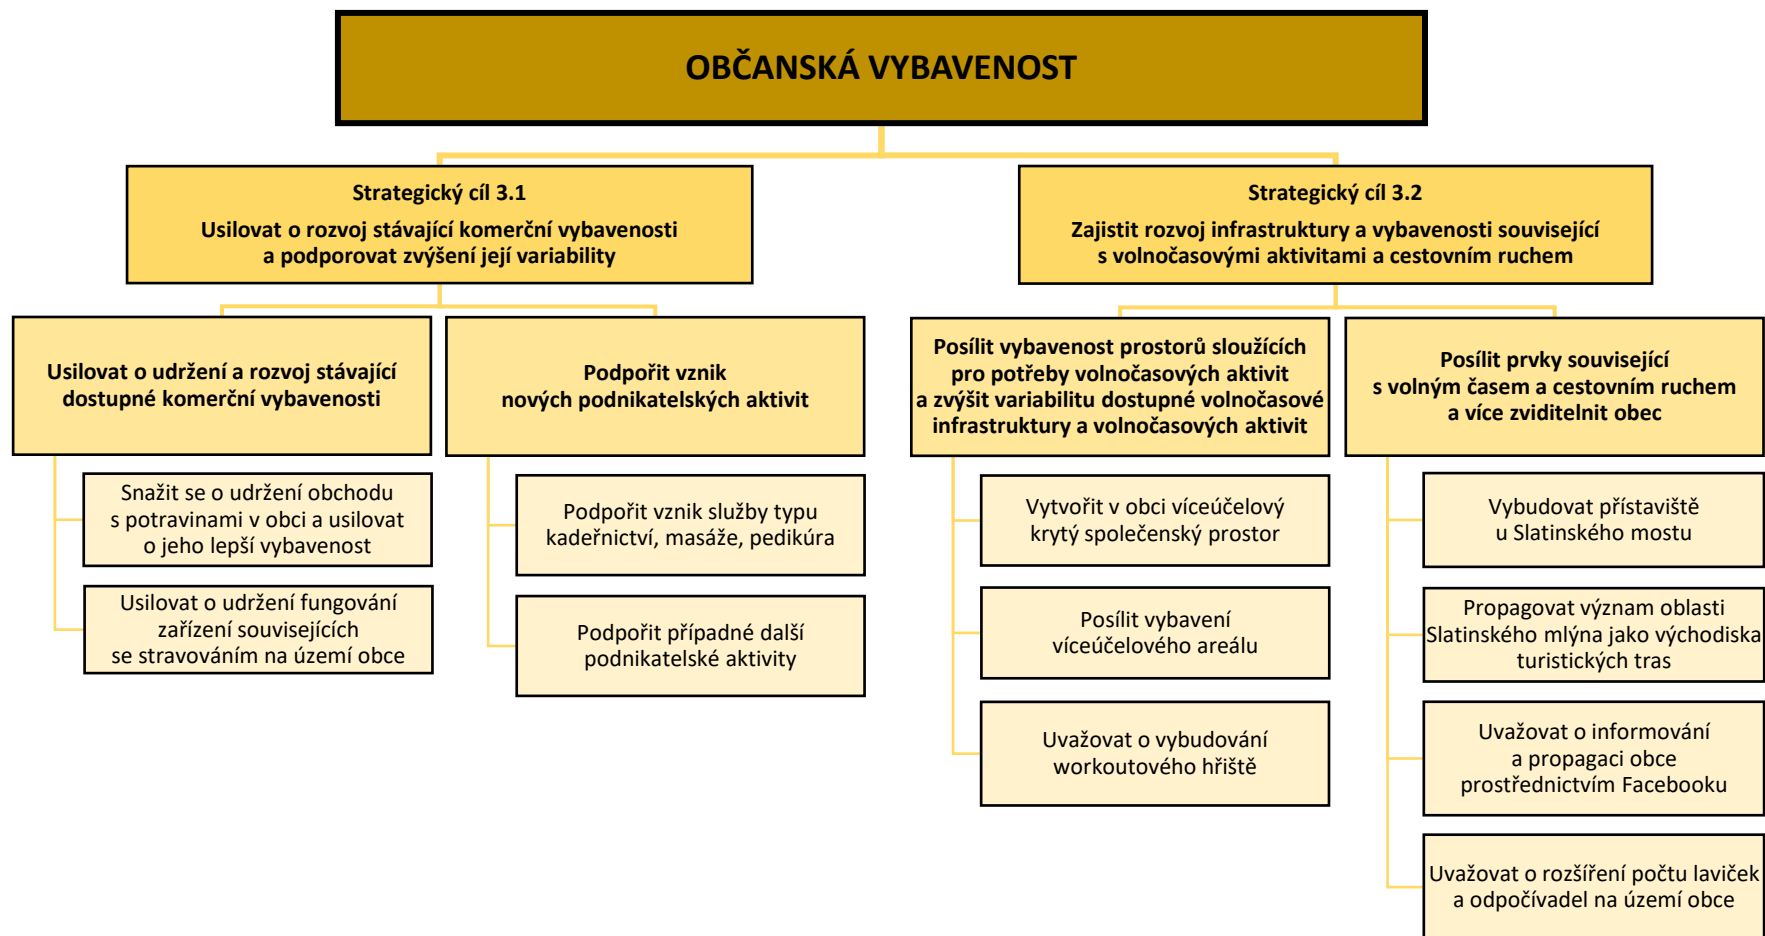 OBČANSKÁ VYBAVENOST
Strategický cíl 3.1
Usilovat o rozvoj stávající komerční vybavenosti
a podporovat zvýšení její variability
Strategický cíl 3.2
Zajistit rozvoj infrastruktury a vybavenosti související
s volnočasovými aktivitami a cestovním ruchem
Usilovat o udržení a rozvoj stávající
dostupné komerční vybavenosti
Podpořit vznik
nových podnikatelských aktivit
Posílit vybavenost prostorů sloužících
pro potřeby volnočasových aktivit
a zvýšit variabilitu dostupné volnočasové
infrastruktury a volnočasových aktivit
Posílit prvky související
s volným časem a cestovním ruchem
a více zviditelnit obec
Snažit se o udržení obchodu
s potravinami v obci a usilovat
o jeho lepší vybavenost
Usilovat o udržení fungování
zařízení souvisejících
se stravováním na území obce
Podpořit vznik služby typu
kadeřnictví, masáže, pedikúra
Podpořit případné další
podnikatelské aktivity
Vytvořit v obci víceúčelový
krytý společenský prostor
Posílit vybavení
víceúčelového areálu
Uvažovat o vybudování
workoutového hřiště
Vybudovat přístaviště
u Slatinského mostu
Propagovat význam oblasti
Slatinského mlýna jako východiska
turistických tras
Uvažovat o informování
a propagaci obce
prostřednictvím Facebooku
Uvažovat o rozšíření počtu laviček
a odpočívadel na území obce